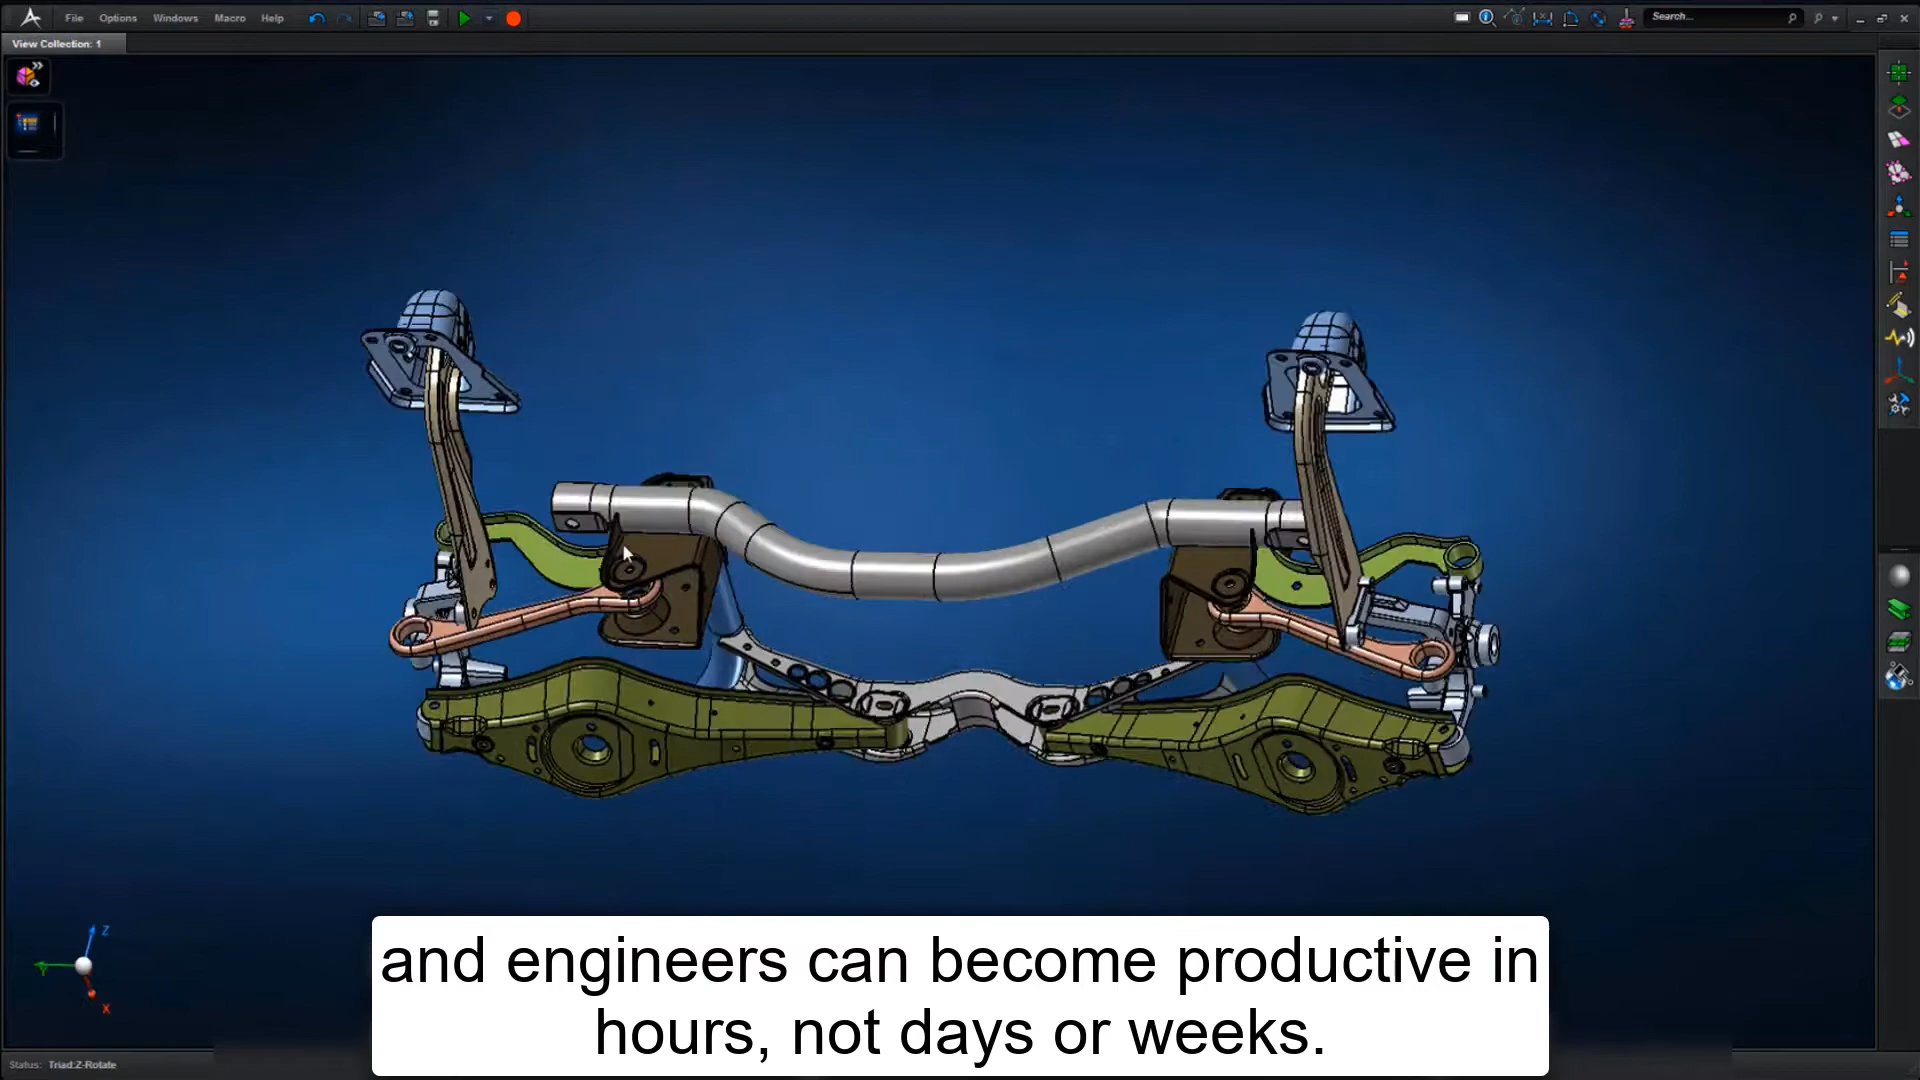 File Options Windows Macro Help Search...
View Collection: 1
Z
Y
X
and engineers can become productive in
hours, not days or weeks.
Status: Triad:Z-Rotate